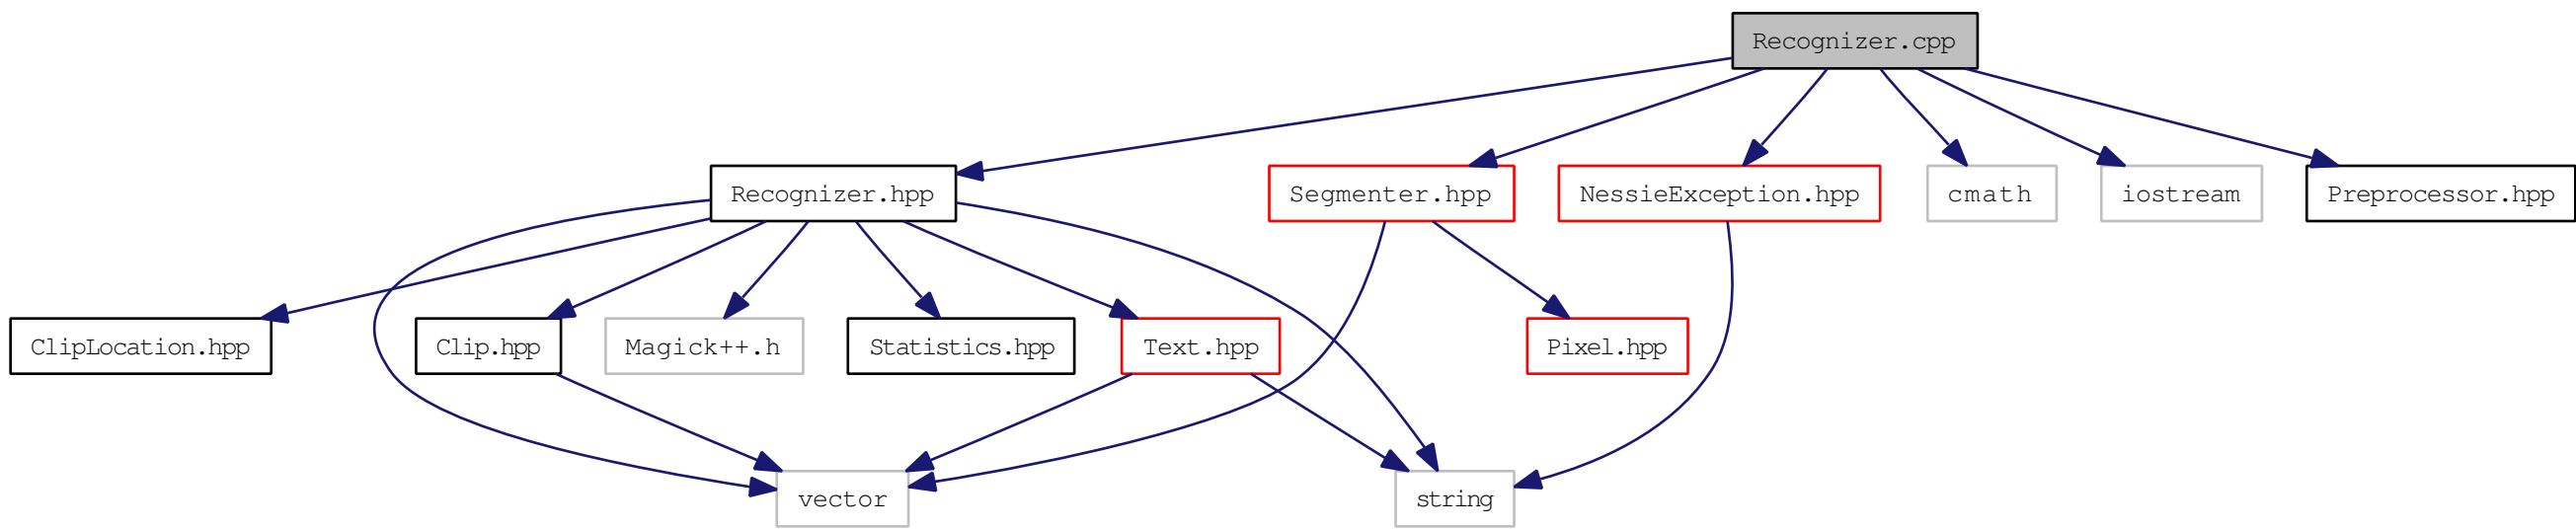 Recognizer.cpp
Recognizer.hpp
Segmenter.hpp
NessieException.hpp
cmath
iostream
Preprocessor.hpp
ClipLocation.hpp
Clip.hpp
Magick++.h
Statistics.hpp
Text.hpp
Pixel.hpp
vector
string